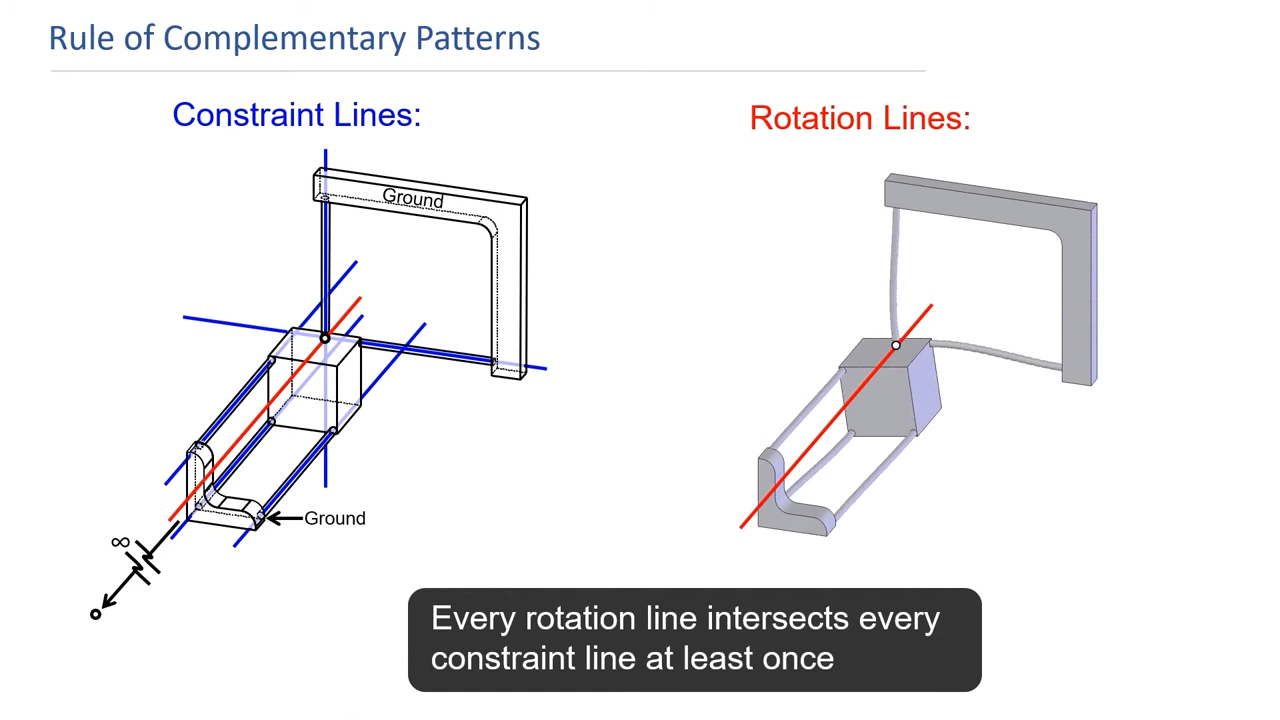 Rule of Complementary Patterns
Constraint Lines:
Rotation Lines:
Ground
Ground
∞
Every rotation line intersects every
constraint line at least once